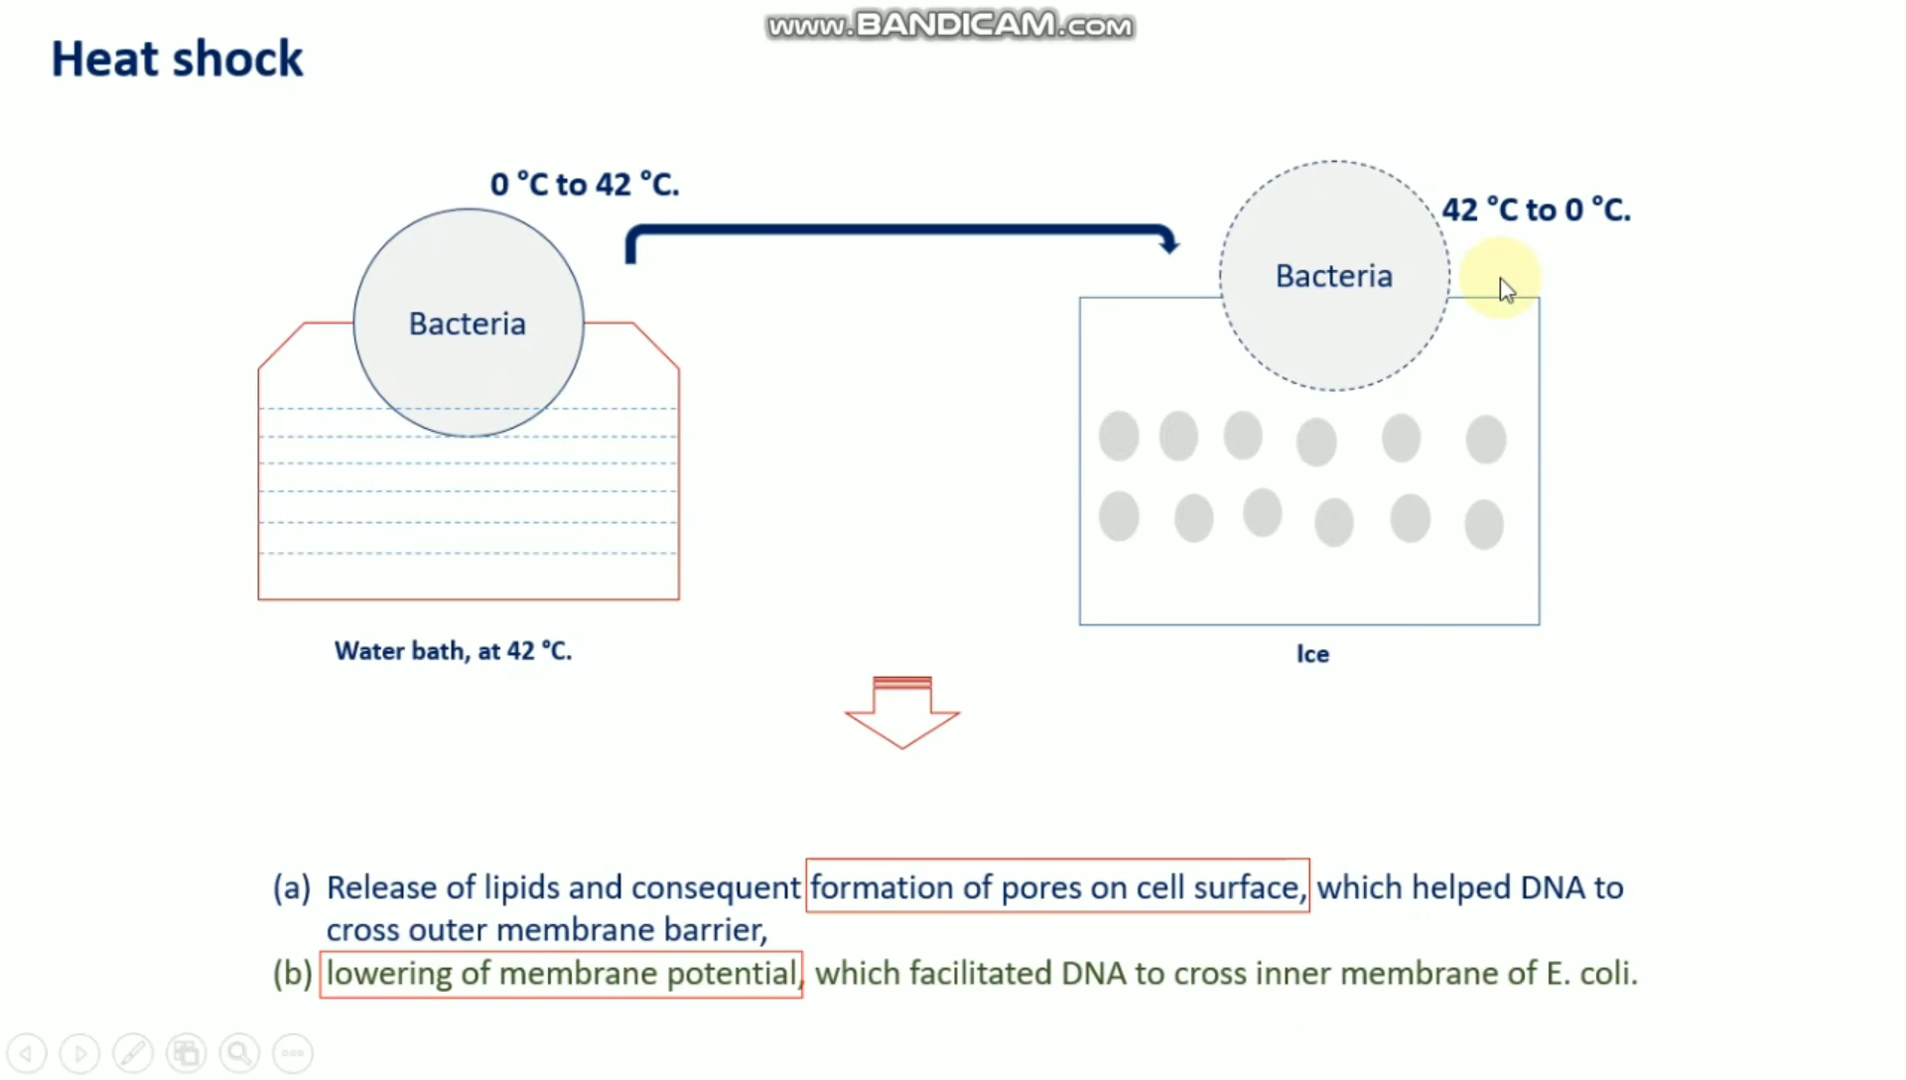 www.BANDICAM.com
Heat shock
0 °C to 42 °C.
42 °C to 0 °C.
Bacteria
Bacteria
Water bath, at 42 °C.
Ice
(a) Release of lipids and consequent formation of pores on cell surface, which helped DNA to
cross outer membrane barrier,
(b) lowering of membrane potential, which facilitated DNA to cross inner membrane of E. coli.